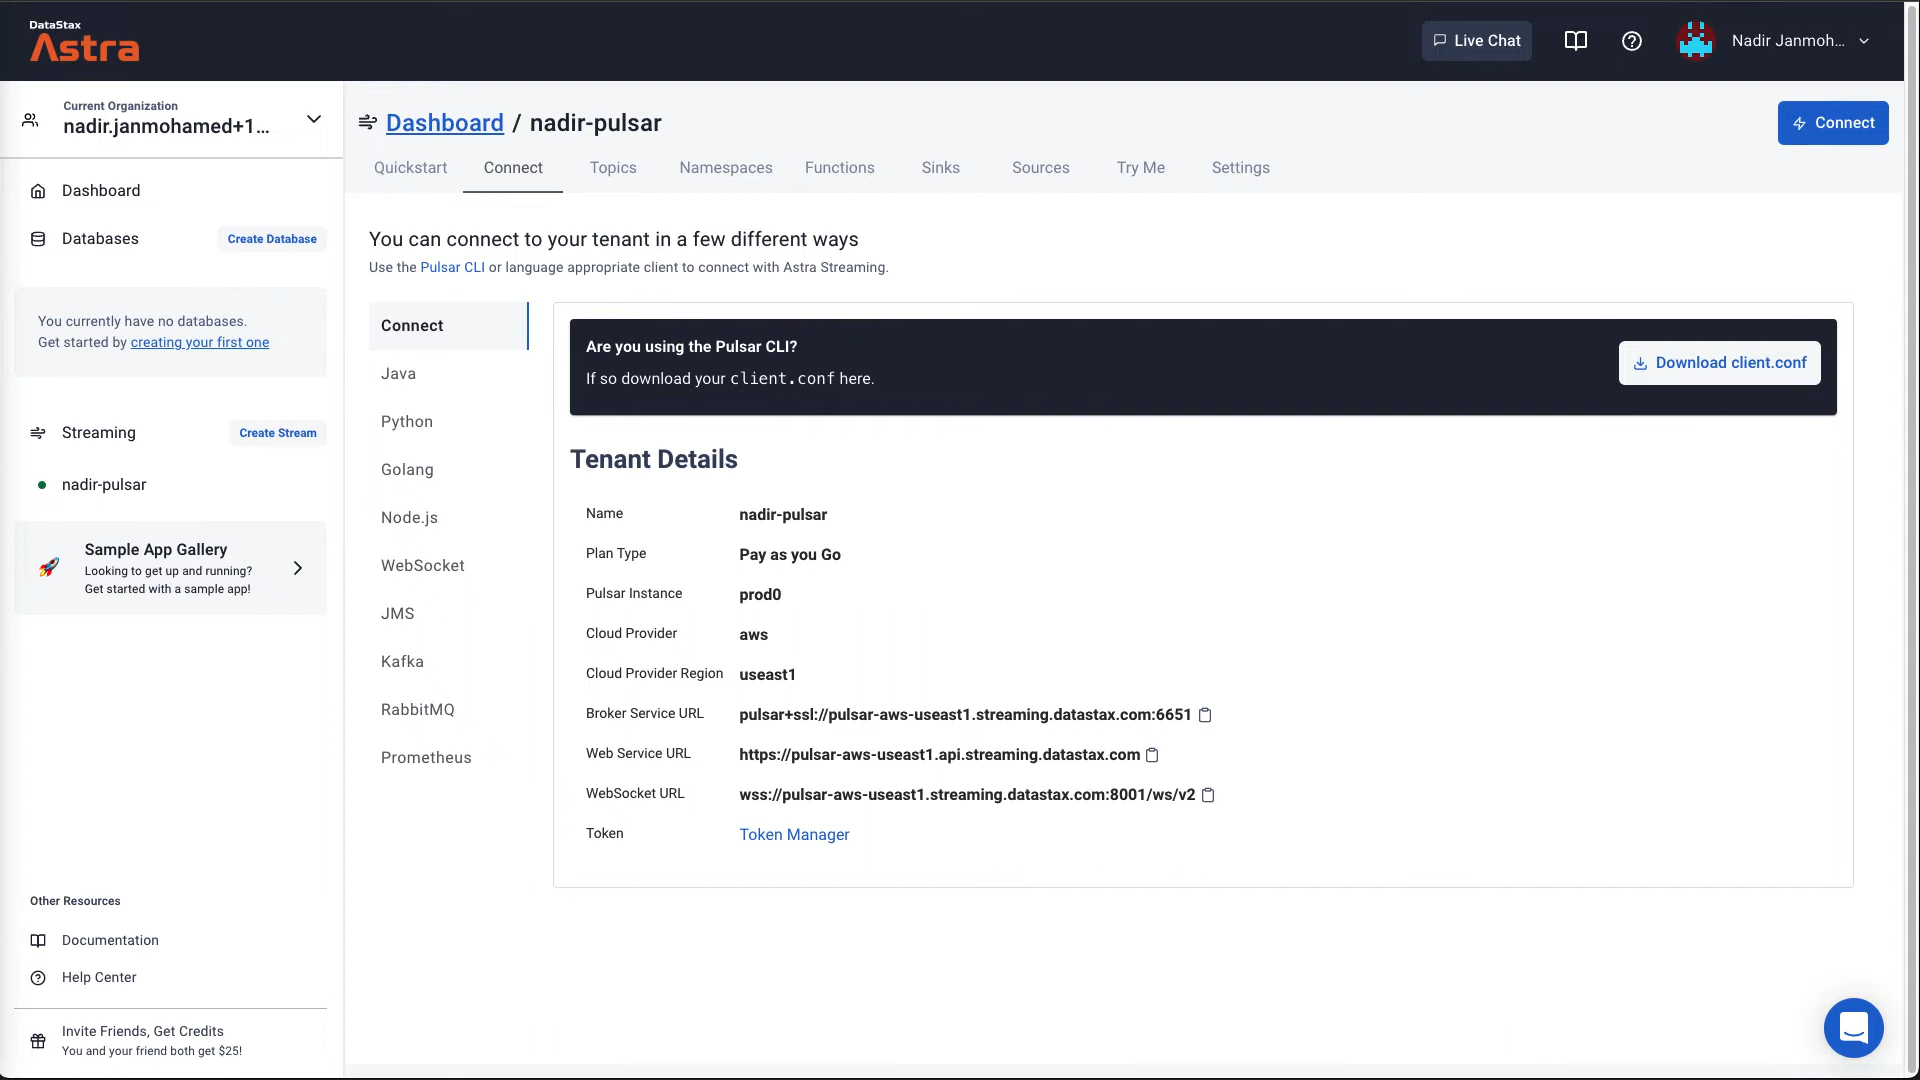 DataStax
Astra
Live Chat
Nadir Janmoh...
Current Organization
nadir.janmohamed+1...
Dashboard
Databases
Create Database
You currently have no databases.
Get started by creating your first one
Streaming
Create Stream
nadir-pulsar
Sample App Gallery
Looking to get up and running?
Get started with a sample app!
Other Resources
Documentation
Help Center
Invite Friends, Get Credits
You and your friend both get $25!
Dashboard / nadir-pulsar
Connect
Quickstart
Connect
Topics
Namespaces
Functions
Sinks
Sources
Try Me
Settings
You can connect to your tenant in a few different ways
Use the Pulsar CLI or language appropriate client to connect with Astra Streaming.
Connect
Java
Python
Golang
Node.js
WebSocket
JMS
Kafka
RabbitMQ
Prometheus
Are you using the Pulsar CLI?
If so download your client.conf here.
Download client.conf
Tenant Details
Name nadir-pulsar
Plan Type Pay as you Go
Pulsar Instance prod0
Cloud Provider aws
Cloud Provider Region useast1
Broker Service URL pulsar+ssl://pulsar-aws-useast1.streaming.datastax.com:6651
Web Service URL https://pulsar-aws-useast1.api.streaming.datastax.com
WebSocket URL wss://pulsar-aws-useast1.streaming.datastax.com:8001/ws/v2
Token Token Manager